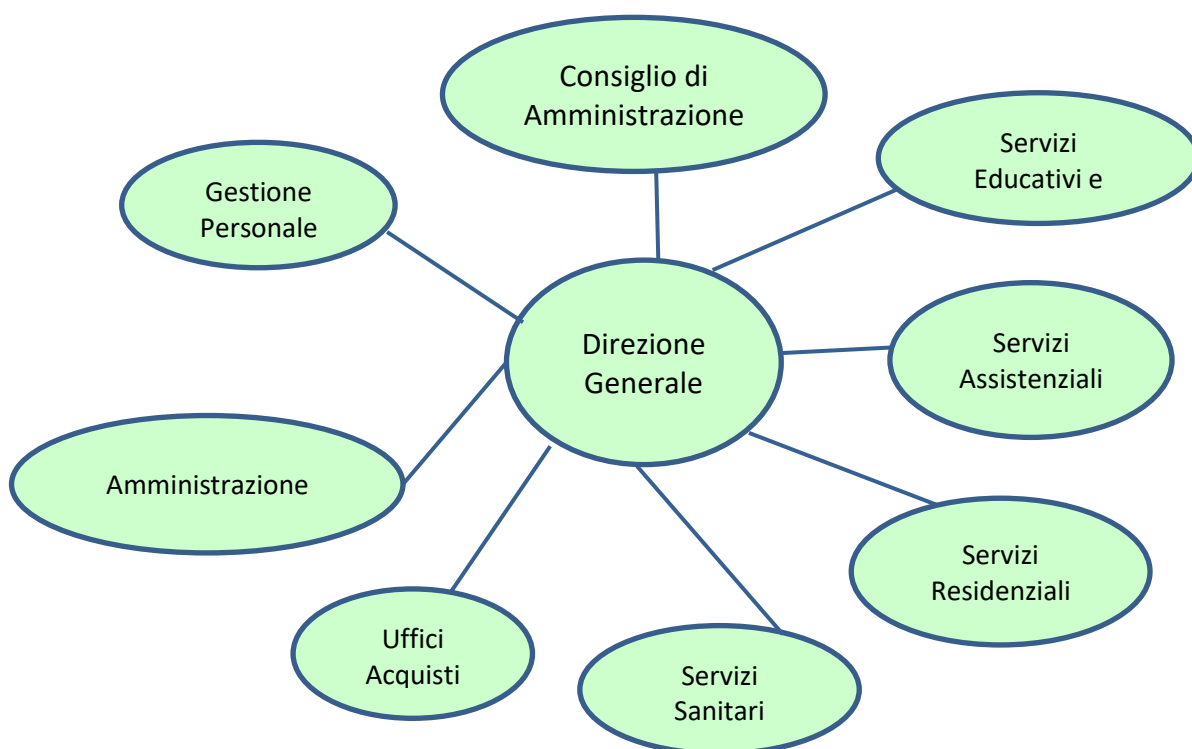 Consiglio di
Amministrazione
Servizi
Educativi e
Gestione
Personale
Direzione
Generale
Servizi
Assistenziali
Amministrazione
Servizi
Residenziali
Uffici
Acquisti
Servizi
Sanitari